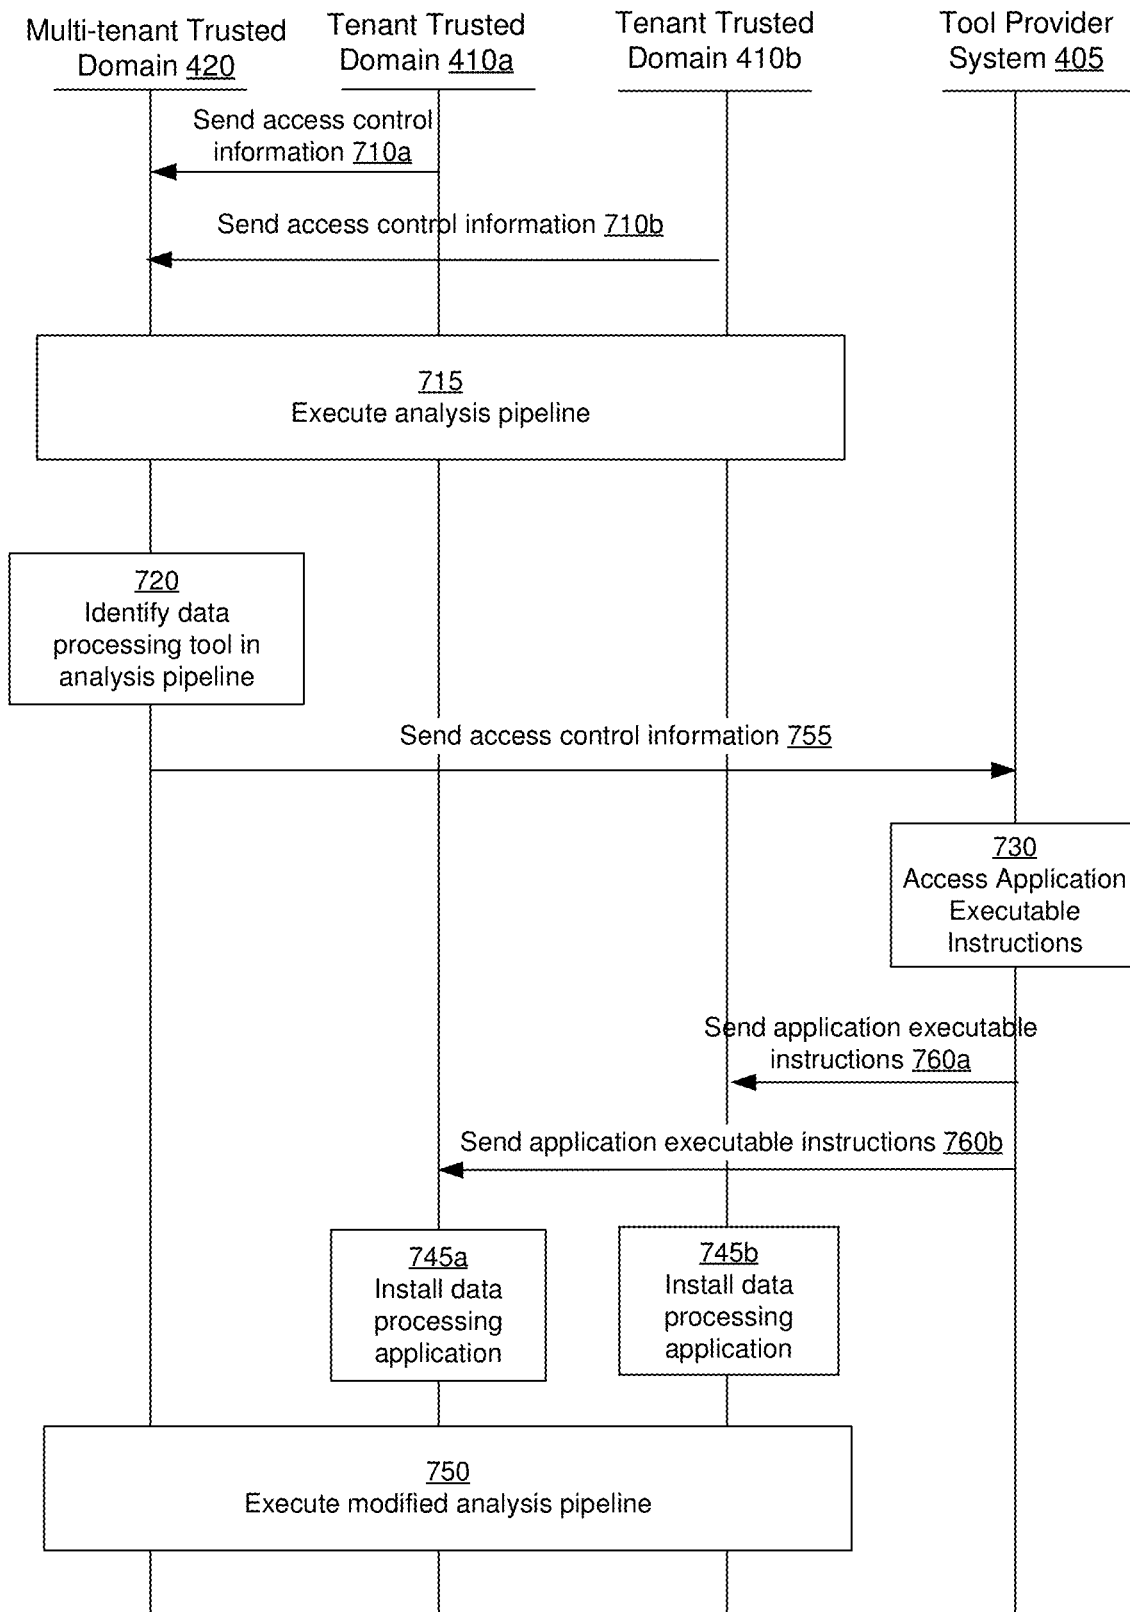 Multi-tenant Trusted
Domain 420
Tenant Trusted
Domain 410a
Tenant Trusted
Domain 410b
Tool Provider
System 405
Send access control
information 710a
Send access control information 710b
715
Execute analysis pipeline
720
Identify data
processing tool in
analysis pipeline
Send access control information 755
730
Access Application
Executable
Instructions
Send application executable
instructions 760a
Send application executable instructions 760b
745a
Install data
processing
application
745b
Install data
processing
application
750
Execute modified analysis pipeline